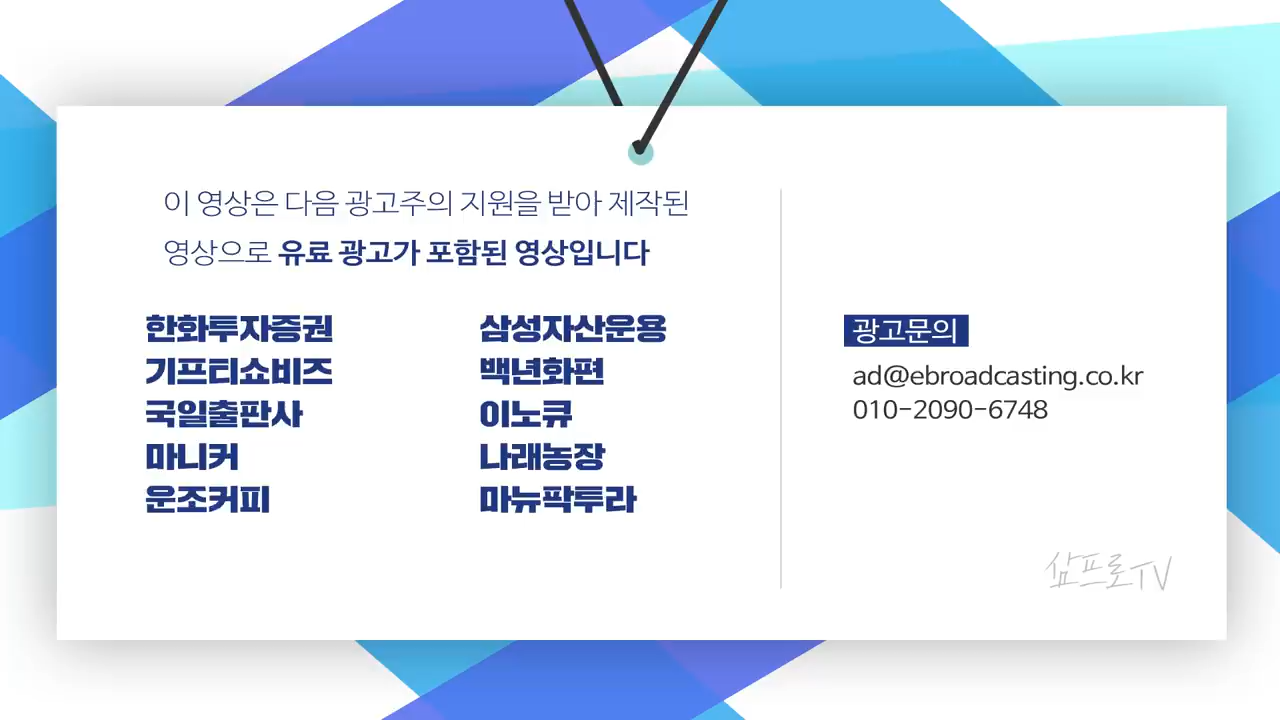 이 영상은 다음 광고주의 지원을 받아 제작된
영상으로 유료 광고가 포함된 영상입니다
한화투자증권
기프티쇼비즈
국일출판사
마니커
운조커피
삼성자산운용
백년화편
이노큐
나래농장
마뉴팍투라
광고문의
ad@ebroadcasting.co.kr
010-2090-6748
삼프로TV